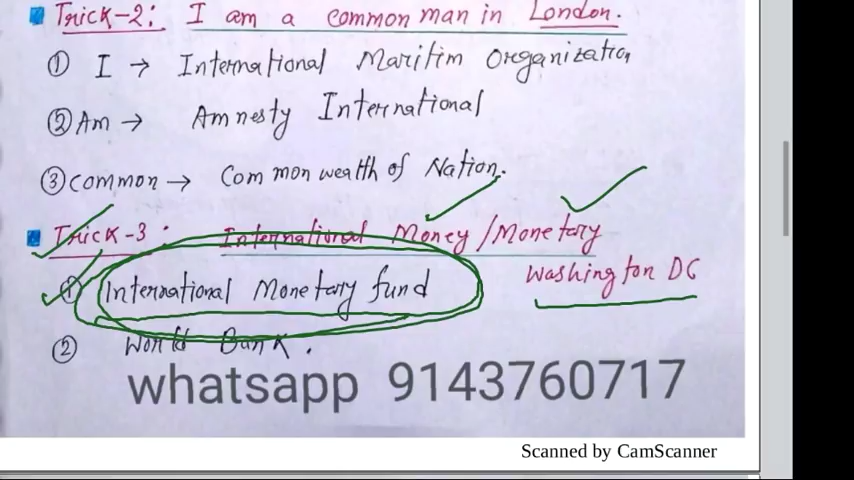 Trick-2: I am a common man in London.
① I → International Maritim Organization
② Am → Amnesty International
③ Common → Common wealth of Nation.
Trick-3: International Money/Monetary
① International Monetary fund Washington DC
② World Bank.
whatsapp 9143760717
Scanned by CamScanner